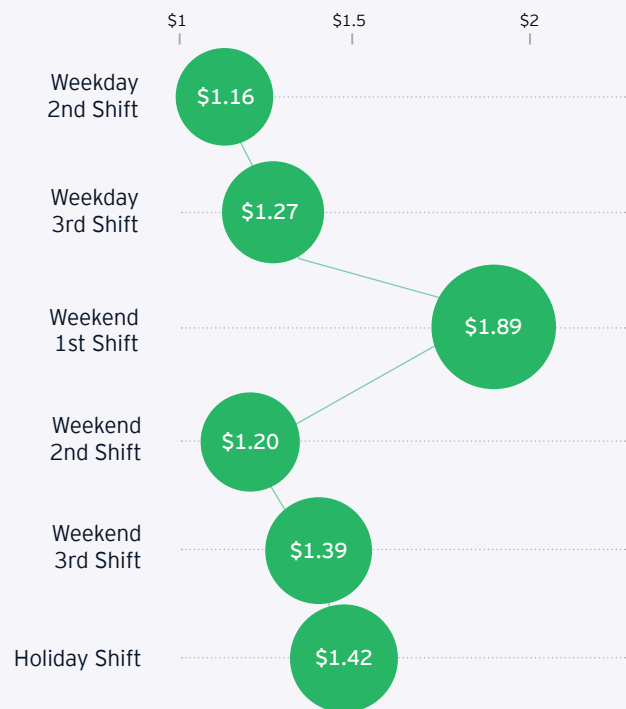 $1 $1.5 $2
Weekday
2nd Shift
$1.16
Weekday
3rd Shift
$1.27
Weekend
1st Shift
$1.89
Weekend
2nd Shift
$1.20
Weekend
3rd Shift
$1.39
Holiday Shift
$1.42